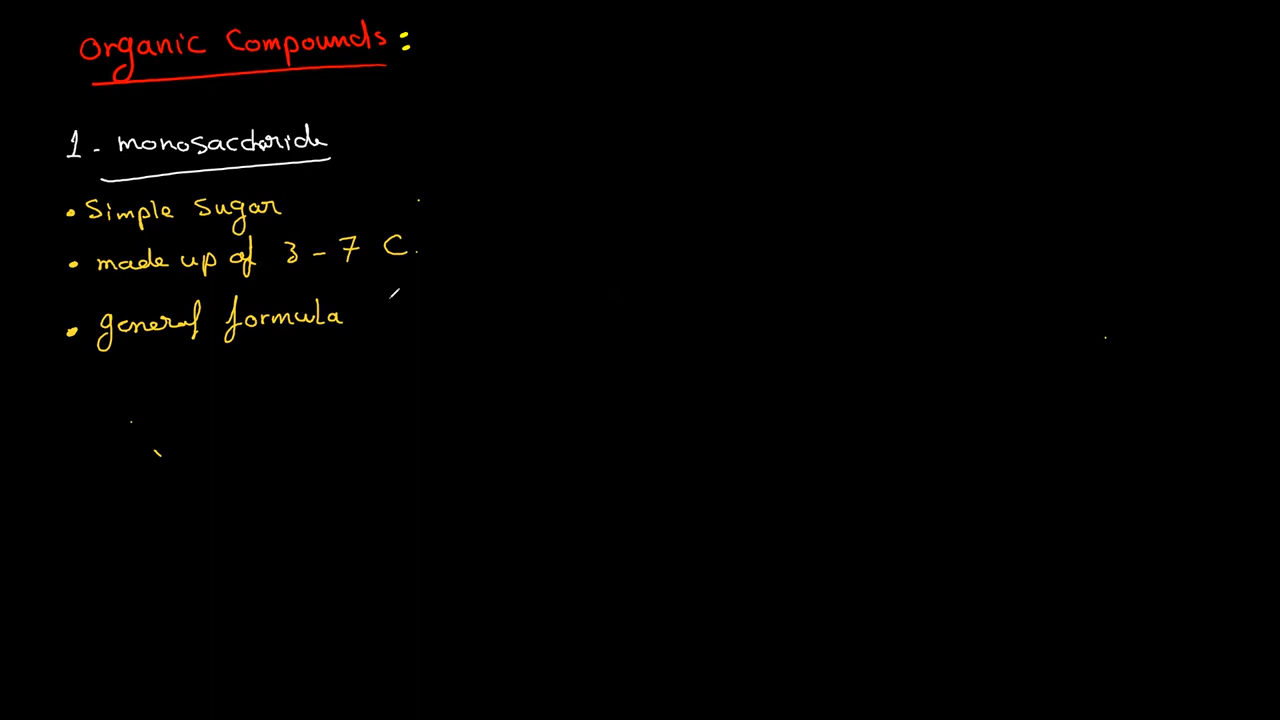 Organic Compounds:
1. monosaccharide
• Simple sugar
• made up of 3 - 7 C.
• general formula